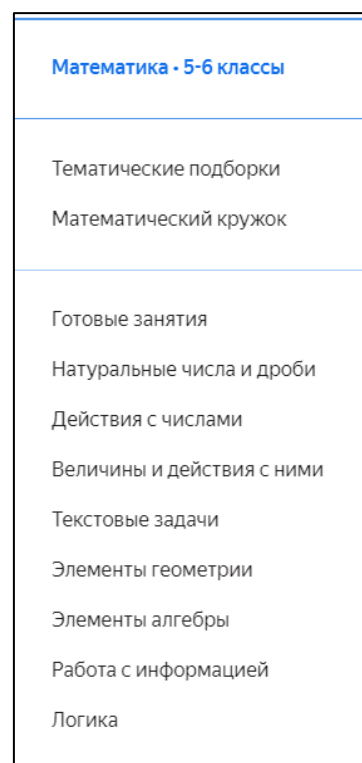 Математика • 5-6 классы
Тематические подборки
Математический кружок
Готовые занятия
Натуральные числа и дроби
Действия с числами
Величины и действия с ними
Текстовые задачи
Элементы геометрии
Элементы алгебры
Работа с информацией
Логика